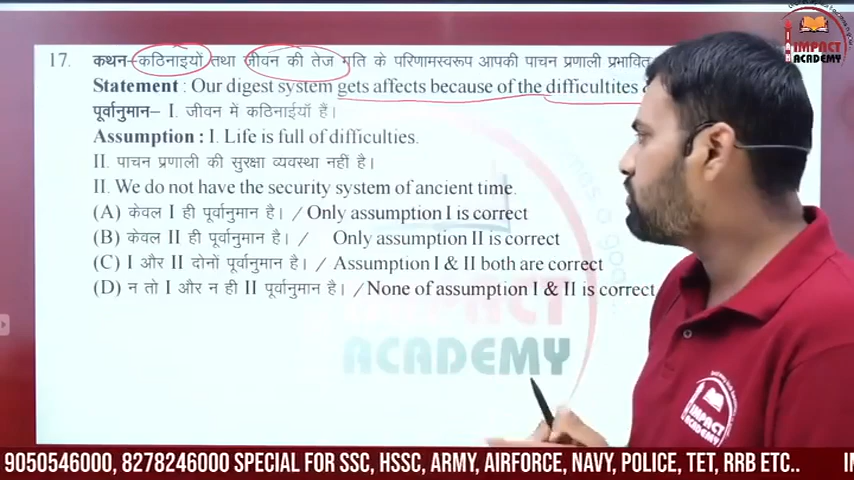 IMPACT
ACADEMY
17. कथन–कठिनाइयों तथा जीवन की तेज गति के परिणामस्वरूप आपकी पाचन प्रणाली प्रभावित
Statement : Our digest system gets affects because of the difficultites
पूर्वानुमान– I. जीवन में कठिनाईयाँ हैं।
Assumption : I. Life is full of difficulties.
II. पाचन प्रणाली की सुरक्षा व्यवस्था नहीं है।
II. We do not have the security system of ancient time.
(A) केवल I ही पूर्वानुमान है। / Only assumption I is correct
(B) केवल II ही पूर्वानुमान है। / Only assumption II is correct
(C) I और II दोनों पूर्वानुमान है। / Assumption I & II both are correct
(D) न तो I और न ही II पूर्वानुमान है। / None of assumption I & II is correct
IMPACT
ACADEMY
IMPACT
ACADEMY
9050546000, 8278246000 SPECIAL FOR SSC, HSSC, ARMY, AIRFORCE, NAVY, POLICE, TET, RRB ETC..